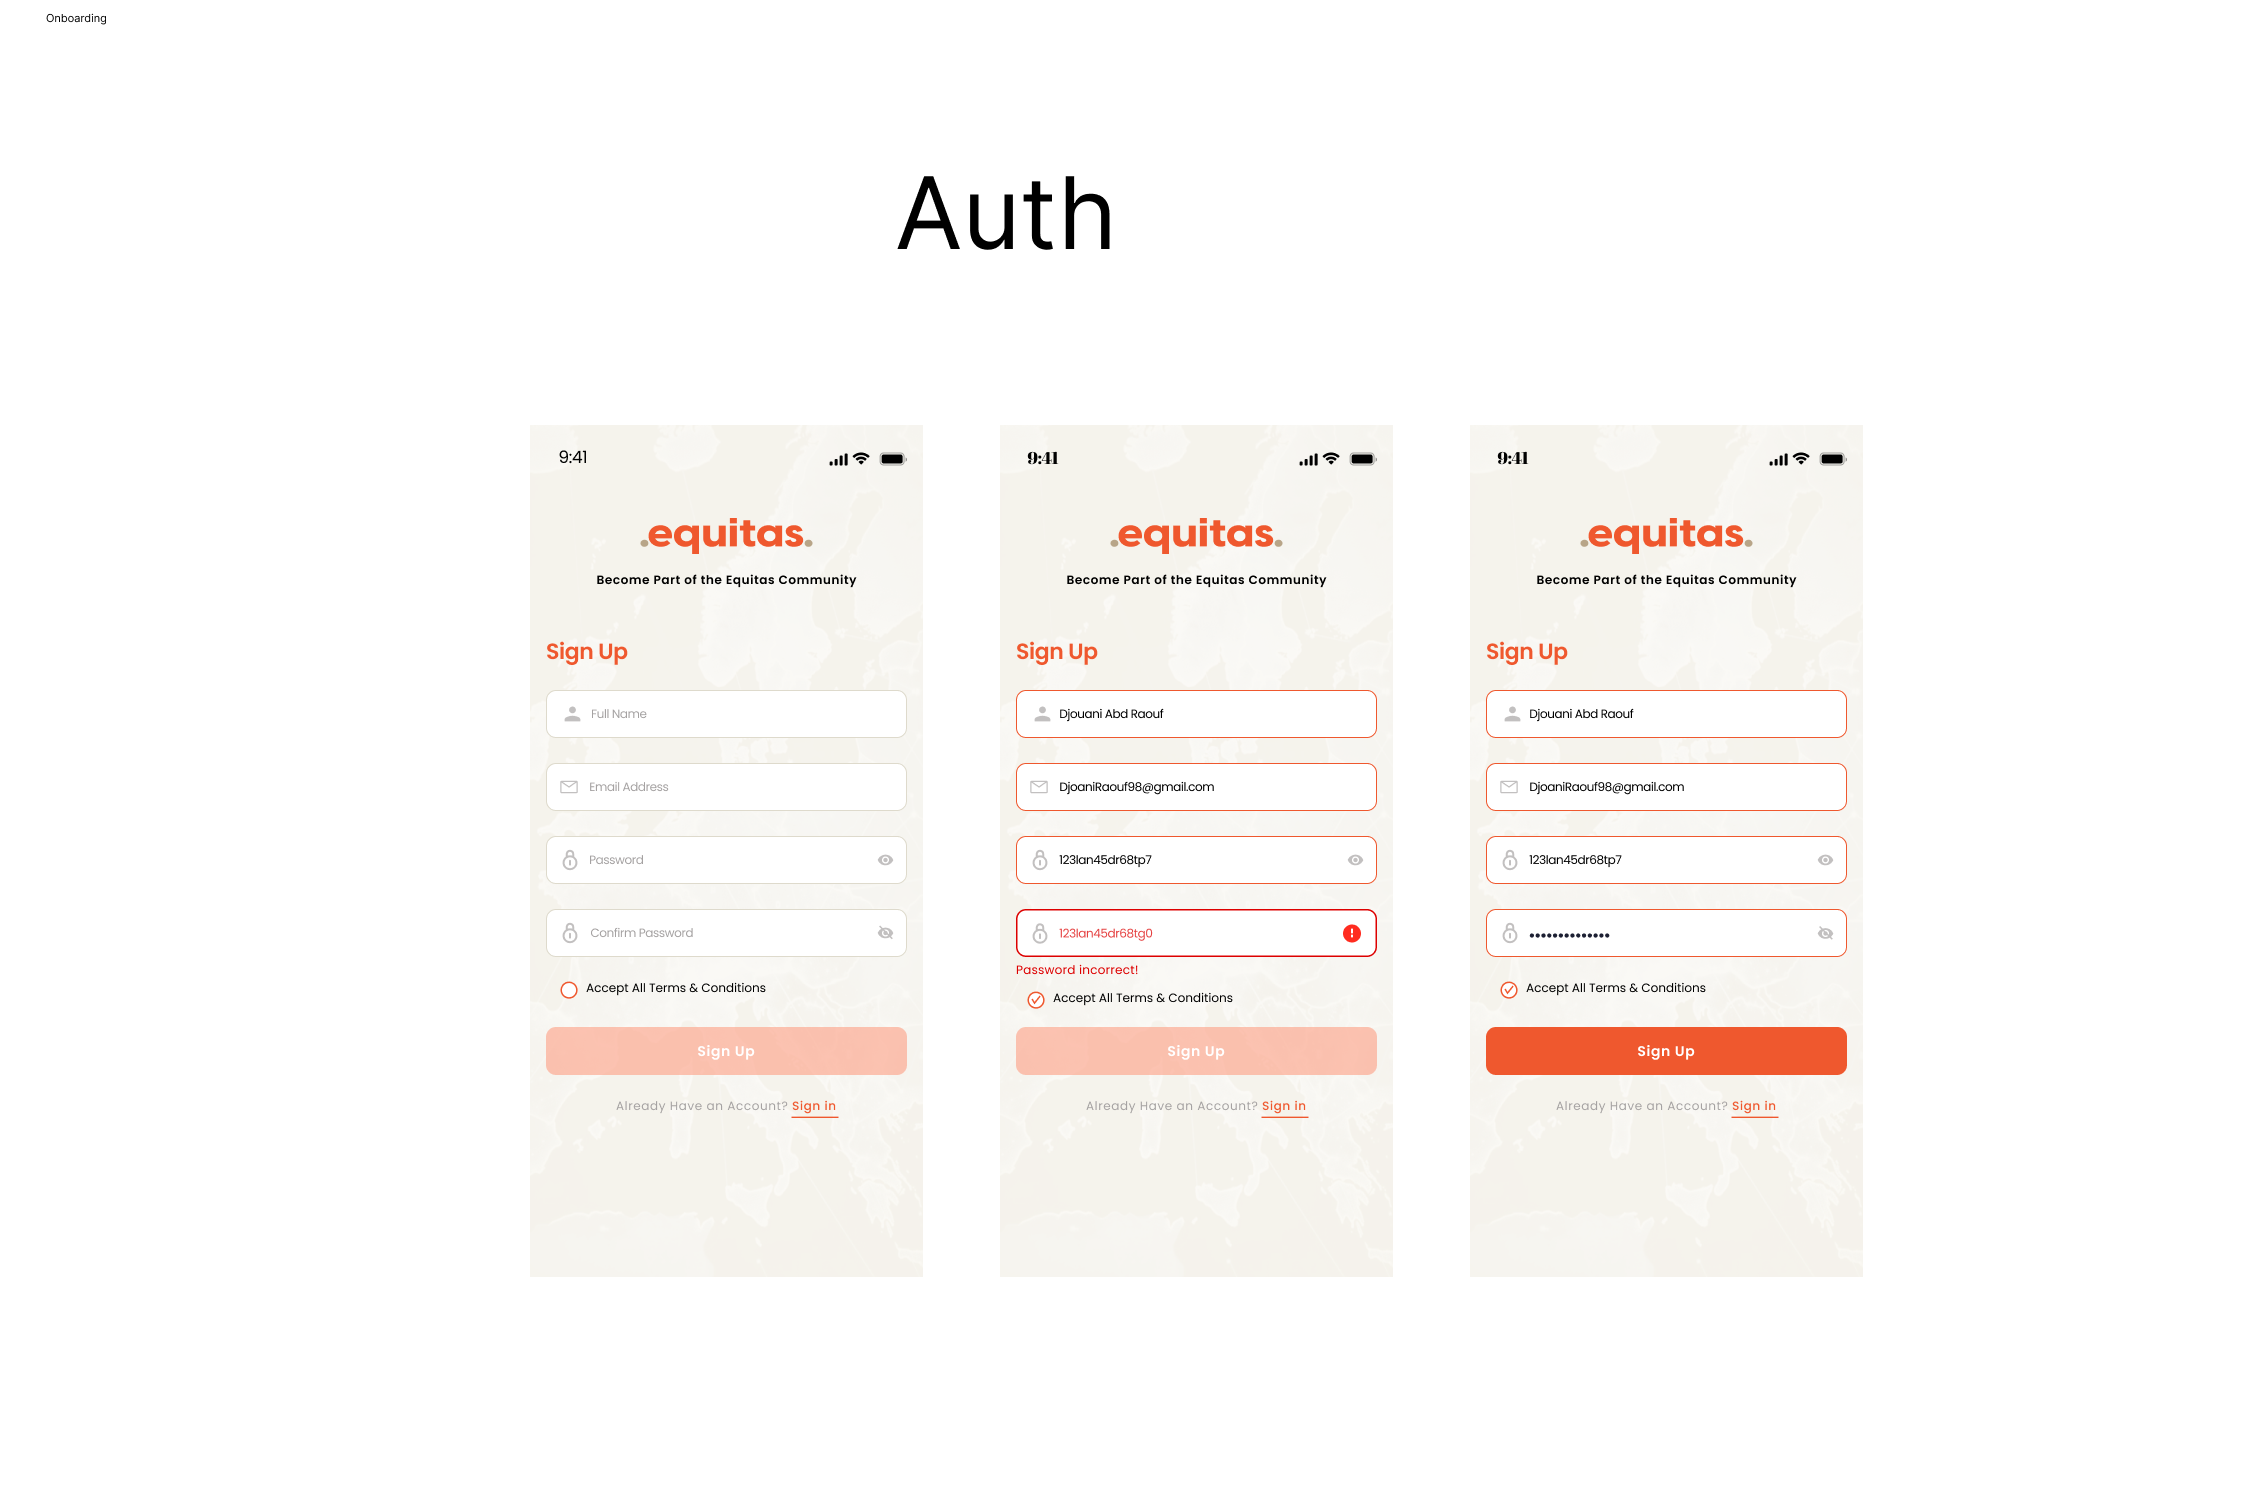 Onboarding
Auth
9:41
.equitas.
Become Part of the Equitas Community
Sign Up
Full Name
Email Address
Password
Confirm Password
Accept All Terms & Conditions
Sign Up
Already Have an Account? Sign in
9:41
.equitas.
Become Part of the Equitas Community
Sign Up
Djouani Abd Raouf
DjoaniRaouf98@gmail.com
123lan45dr68tp7
123lan45dr68tg0
Password incorrect!
Accept All Terms & Conditions
Sign Up
Already Have an Account? Sign in
9:41
.equitas.
Become Part of the Equitas Community
Sign Up
Djouani Abd Raouf
DjoaniRaouf98@gmail.com
123lan45dr68tp7
••••••••••••••
Accept All Terms & Conditions
Sign Up
Already Have an Account? Sign in